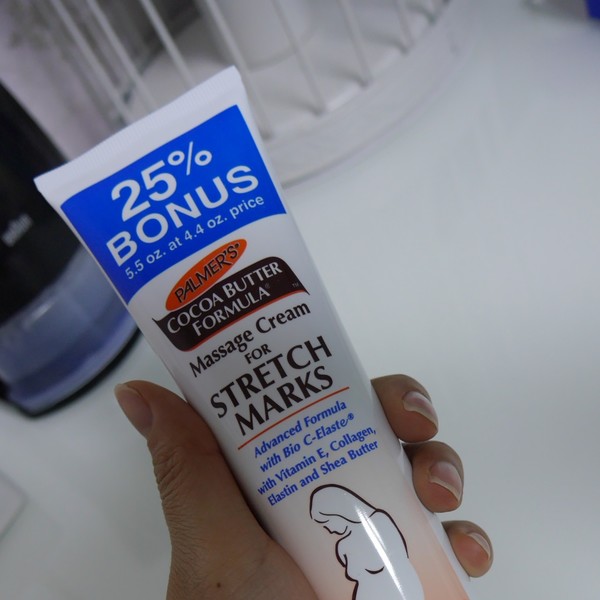 25%
BONUS
5.5 oz. at 4.4 oz. price
PALMER'S®
COCOA BUTTER
FORMULA®
Massage Cream
FOR
STRETCH
MARKS
Advanced Formula
with Bio C-Elaste®
with Vitamin E, Collagen,
Elastin and Shea Butter